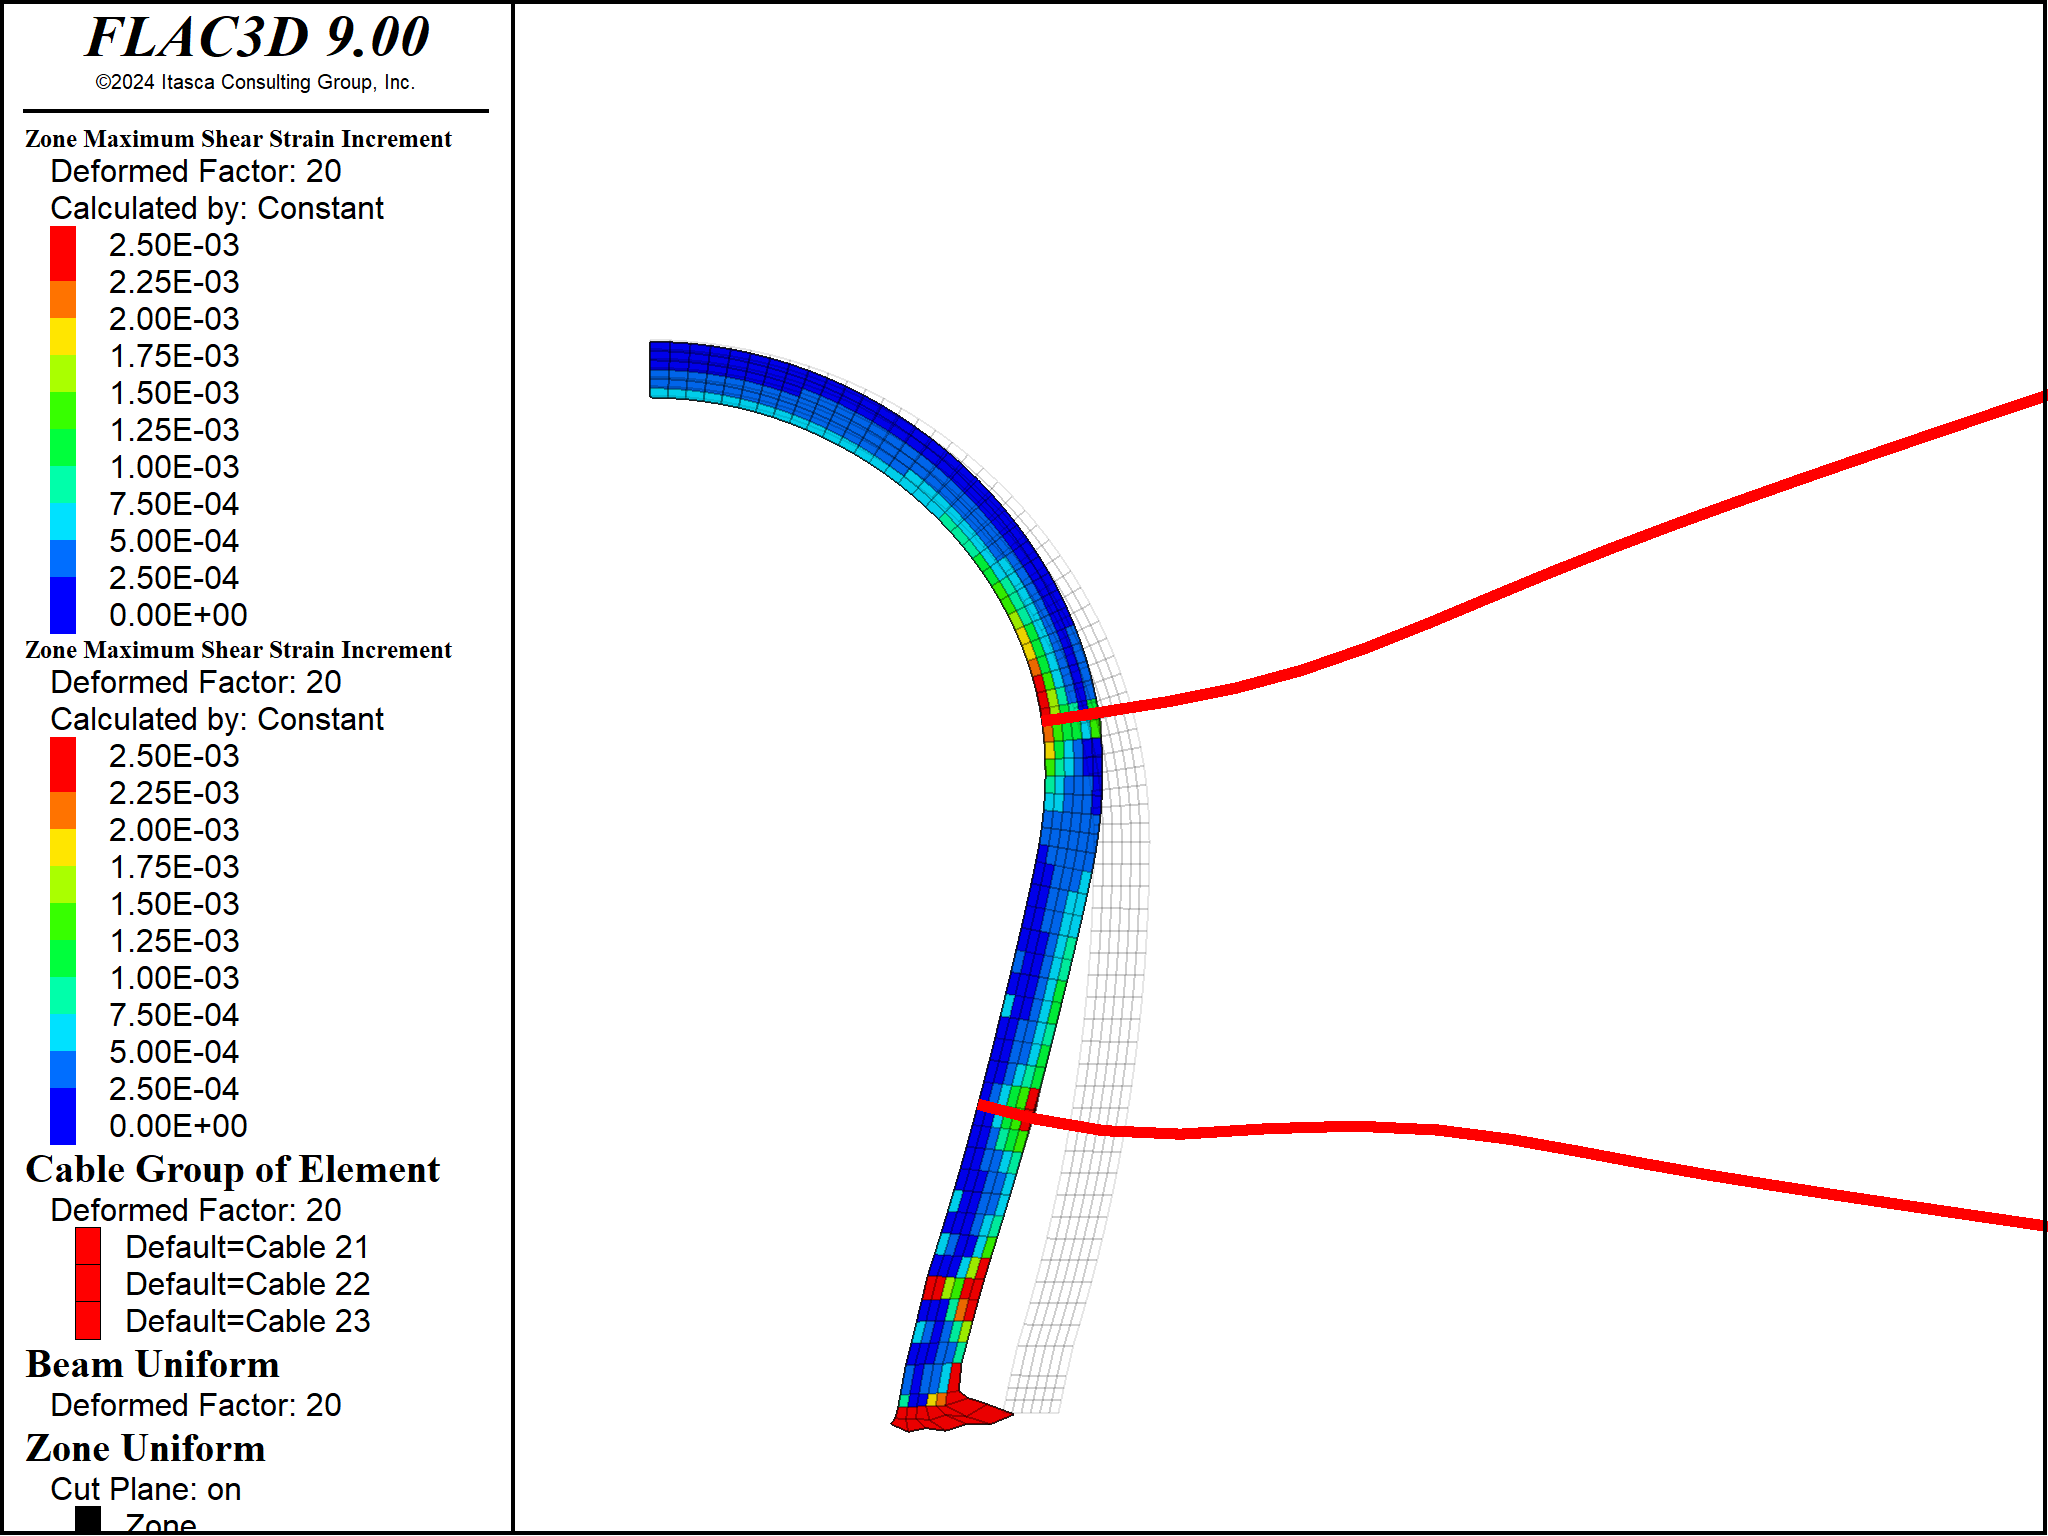 FLAC3D 9.00
©2024 Itasca Consulting Group, Inc.
Zone Maximum Shear Strain Increment
Deformed Factor: 20
Calculated by: Constant
2.50E-03
2.25E-03
2.00E-03
1.75E-03
1.50E-03
1.25E-03
1.00E-03
7.50E-04
5.00E-04
2.50E-04
0.00E+00
Zone Maximum Shear Strain Increment
Deformed Factor: 20
Calculated by: Constant
2.50E-03
2.25E-03
2.00E-03
1.75E-03
1.50E-03
1.25E-03
1.00E-03
7.50E-04
5.00E-04
2.50E-04
0.00E+00
Cable Group of Element
Deformed Factor: 20
Default=Cable 21
Default=Cable 22
Default=Cable 23
Beam Uniform
Deformed Factor: 20
Zone Uniform
Cut Plane: on
Zone